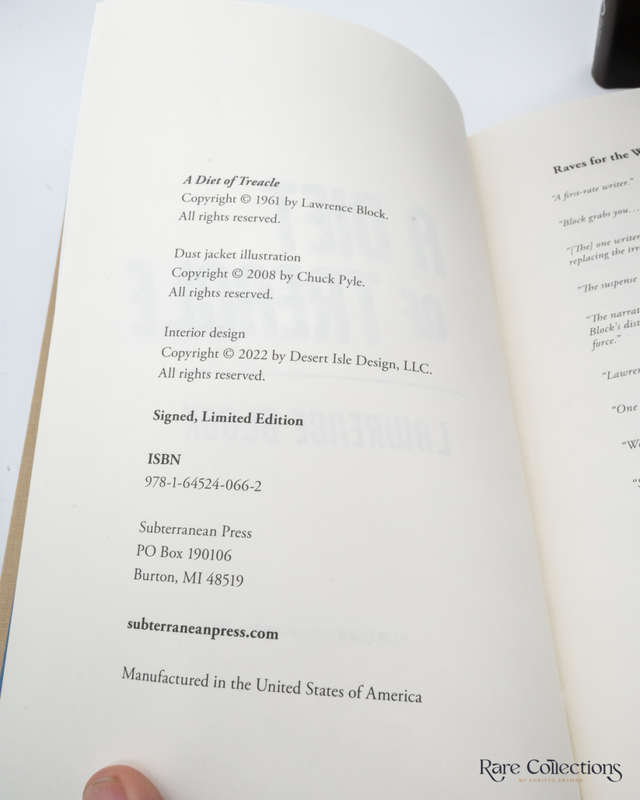 A Diet of Treacle
Copyright © 1961 by Lawrence Block.
All rights reserved.
Dust jacket illustration
Copyright © 2008 by Chuck Pyle.
All rights reserved.
Interior design
Copyright © 2022 by Desert Isle Design, LLC.
All rights reserved.
Signed, Limited Edition
ISBN
978-1-64524-066-2
Subterranean Press
PO Box 190106
Burton, MI 48519
subterraneanpress.com
Manufactured in the United States of America
Raves for the
"A first-rate writer."
"Block grabs you. . .
"[The] one writer
replacing the
"The suspense
"The
Block's
force."
"One
Rare Collections